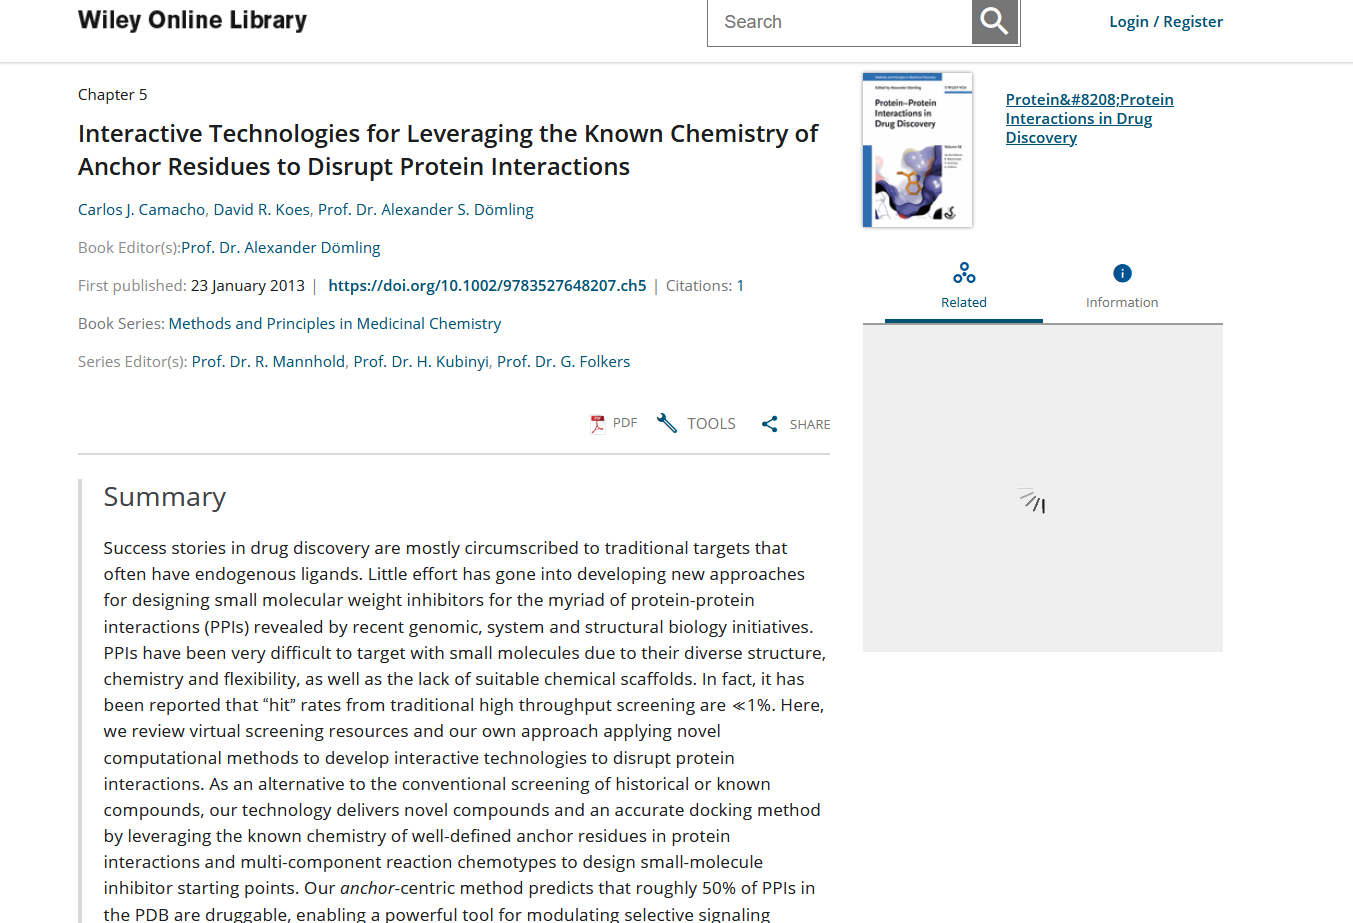 Wiley Online Library
Search
Login / Register
Chapter 5
Interactive Technologies for Leveraging the Known Chemistry of
Anchor Residues to Disrupt Protein Interactions
Carlos J. Camacho, David R. Koes, Prof. Dr. Alexander S. Dömling
Book Editor(s):Prof. Dr. Alexander Dömling
First published: 23 January 2013 | https://doi.org/10.1002/9783527648207.ch5 | Citations: 1
Book Series: Methods and Principles in Medicinal Chemistry
Series Editor(s): Prof. Dr. R. Mannhold, Prof. Dr. H. Kubinyi, Prof. Dr. G. Folkers
PDF TOOLS SHARE
Summary
Success stories in drug discovery are mostly circumscribed to traditional targets that
often have endogenous ligands. Little effort has gone into developing new approaches
for designing small molecular weight inhibitors for the myriad of protein-protein
interactions (PPIs) revealed by recent genomic, system and structural biology initiatives.
PPIs have been very difficult to target with small molecules due to their diverse structure,
chemistry and flexibility, as well as the lack of suitable chemical scaffolds. In fact, it has
been reported that “hit” rates from traditional high throughput screening are ≪1%. Here,
we review virtual screening resources and our own approach applying novel
computational methods to develop interactive technologies to disrupt protein
interactions. As an alternative to the conventional screening of historical or known
compounds, our technology delivers novel compounds and an accurate docking method
by leveraging the known chemistry of well-defined anchor residues in protein
interactions and multi-component reaction chemotypes to design small-molecule
inhibitor starting points. Our anchor-centric method predicts that roughly 50% of PPIs in
the PDB are druggable, enabling a powerful tool for modulating selective signaling
Protein–Protein
Interactions in
Drug Discovery
Protein&#8208;Protein
Interactions in Drug
Discovery
Related
Information